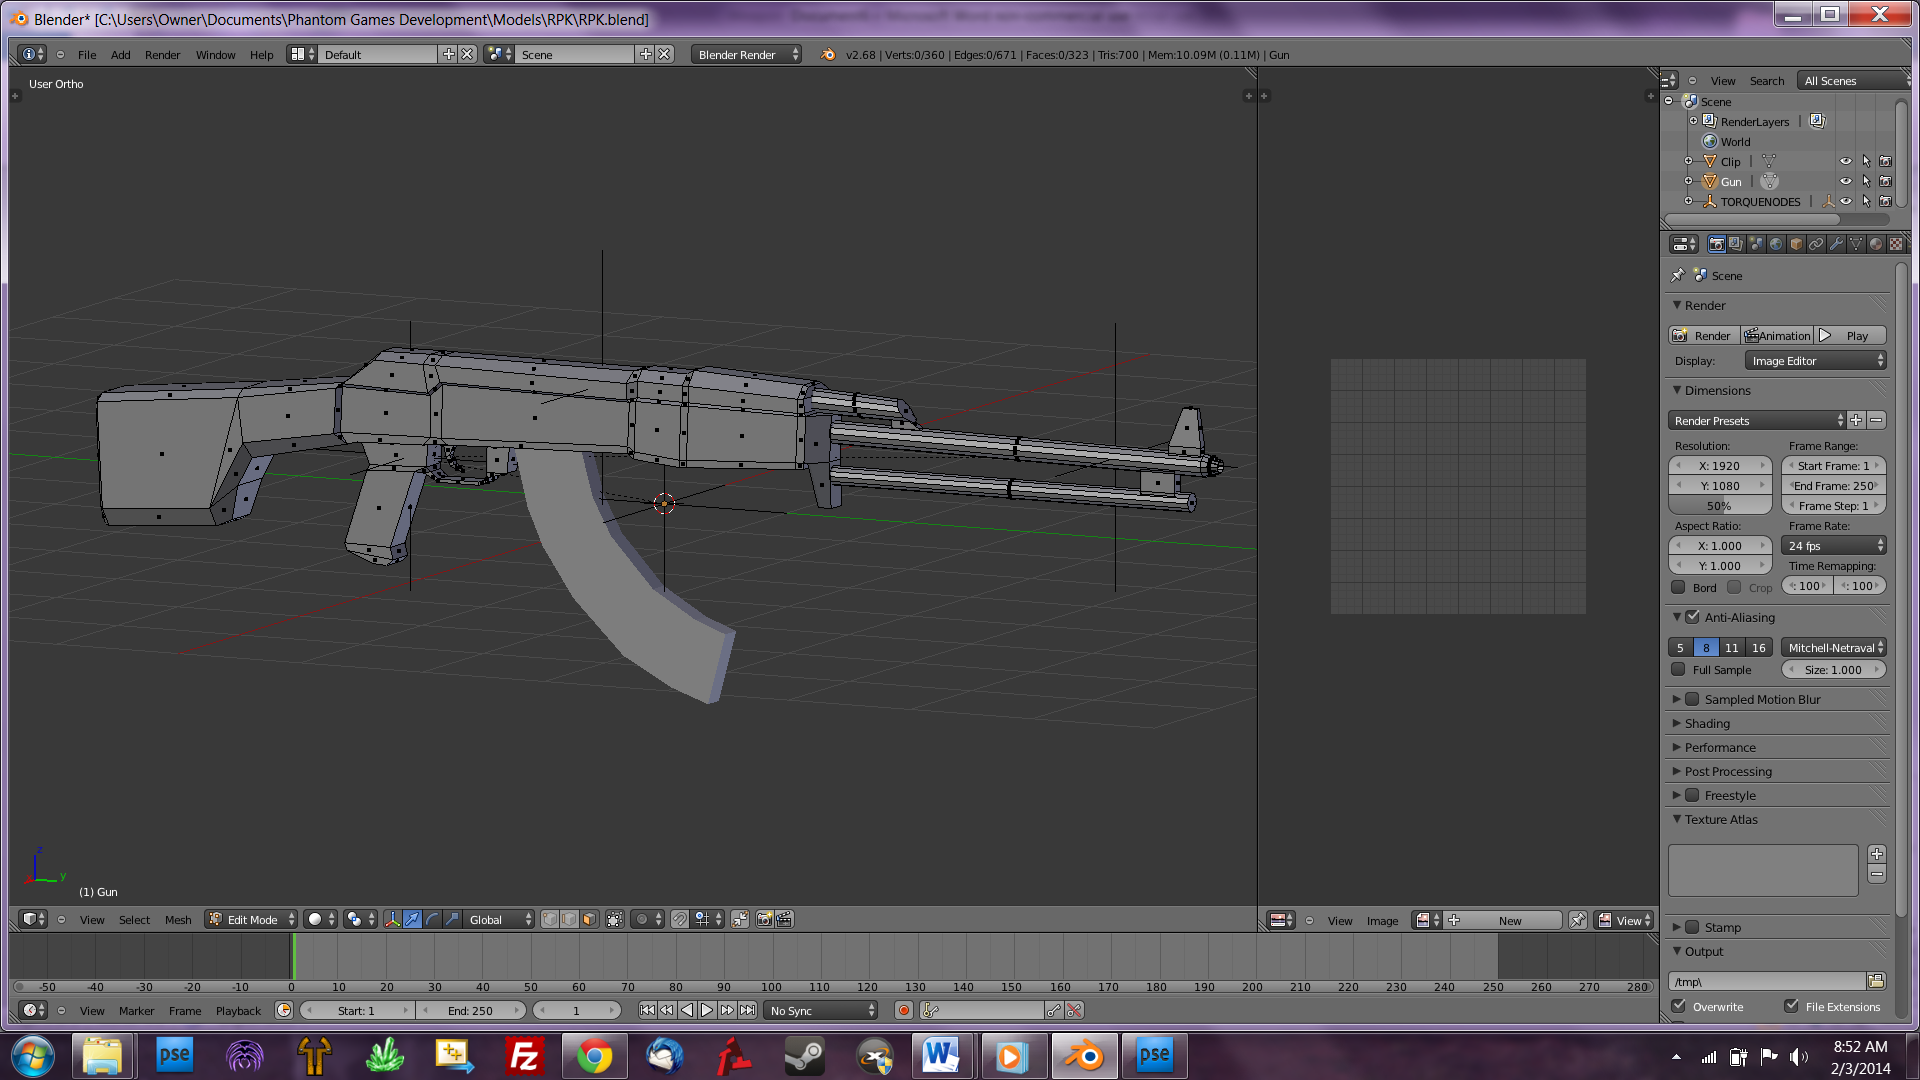 Blender* [C:\Users\Owner\Documents\Phantom Games Development\Models\RPK\RPK.blend]
File Add Render Window Help Default Scene Blender Render v2.68 | Verts:0/360 | Edges:0/671 | Faces:0/323 | Tris:700 | Mem:10.09M (0.11M) | Gun
User Ortho
View Search All Scenes
Scene
RenderLayers
World
Clip
Gun
TORQUENODES
Scene
Render
Render Animation Play
Display: Image Editor
Dimensions
Render Presets
Resolution: Frame Range:
X: 1920 Start Frame: 1
Y: 1080 End Frame: 250
50% Frame Step: 1
Aspect Ratio: Frame Rate:
X: 1.000 24 fps
Y: 1.000 Time Remapping:
Bord Crop : 100 : 100
Anti-Aliasing
5 8 11 16 Mitchell-Netraval
Full Sample Size: 1.000
Sampled Motion Blur
Shading
Performance
Post Processing
Freestyle
Texture Atlas
Stamp
Output
/tmp\
Overwrite File Extensions
z
y
(1) Gun
View Select Mesh Edit Mode Global
View Image New View
-50 -40 -30 -20 -10 0 10 20 30 40 50 60 70 80 90 100 110 120 130 140 150 160 170 180 190 200 210 220 230 240 250 260 270 280
View Marker Frame Playback Start: 1 End: 250 1 No Sync
pse
pse
8:52 AM
2/3/2014